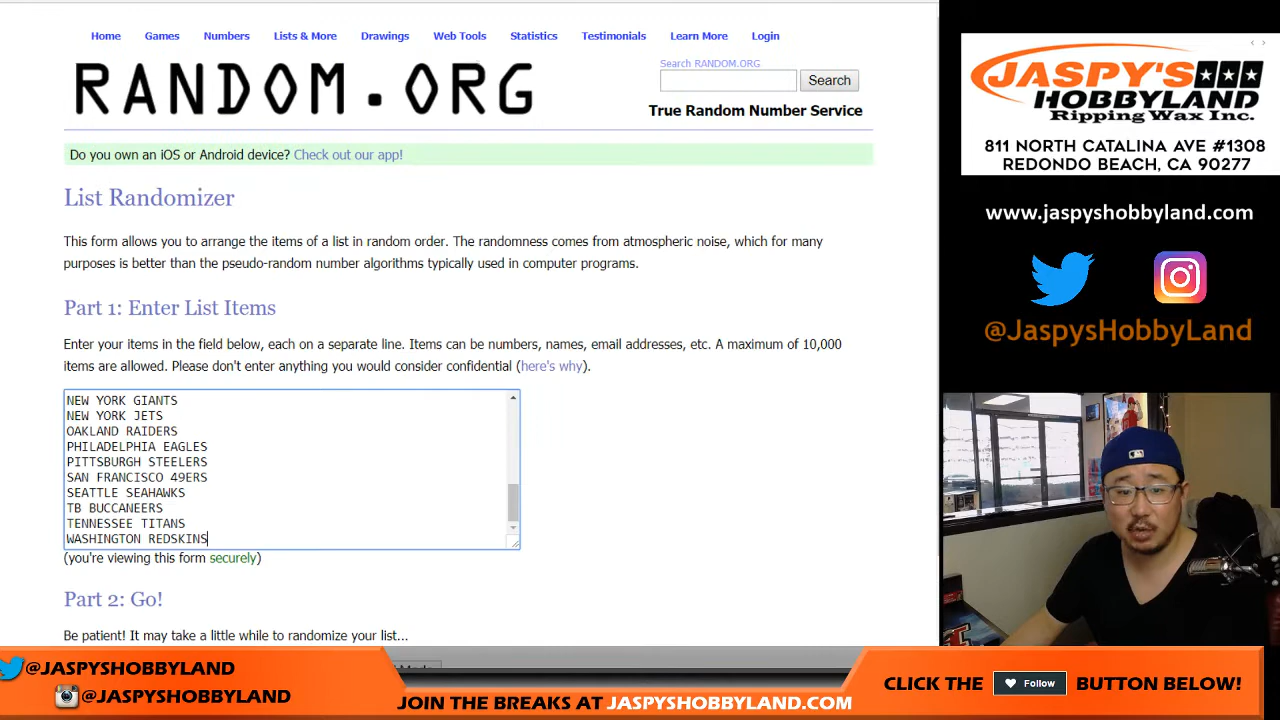 Home Games Numbers Lists & More Drawings Web Tools Statistics Testimonials Learn More Login
RANDOM.ORG
Search RANDOM.ORG
Search
True Random Number Service
Do you own an iOS or Android device? Check out our app!
List Randomizer
This form allows you to arrange the items of a list in random order. The randomness comes from atmospheric noise, which for many
purposes is better than the pseudo-random number algorithms typically used in computer programs.
Part 1: Enter List Items
Enter your items in the field below, each on a separate line. Items can be numbers, names, email addresses, etc. A maximum of 10,000
items are allowed. Please don't enter anything you would consider confidential (here's why).
NEW YORK GIANTS
NEW YORK JETS
OAKLAND RAIDERS
PHILADELPHIA EAGLES
PITTSBURGH STEELERS
SAN FRANCISCO 49ERS
SEATTLE SEAHAWKS
TB BUCCANEERS
TENNESSEE TITANS
WASHINGTON REDSKINS
(you're viewing this form securely)
Part 2: Go!
Be patient! It may take a little while to randomize your list...
JASPY'S
HOBBYLAND
Ripping Wax Inc.
811 NORTH CATALINA AVE #1308
REDONDO BEACH, CA 90277
www.jaspyshobbyland.com
@JaspysHobbyLand
@JASPYSHOBBYLAND
@JASPYSHOBBYLAND
JOIN THE BREAKS AT JASPYSHOBBYLAND.COM
CLICK THE Follow BUTTON BELOW!